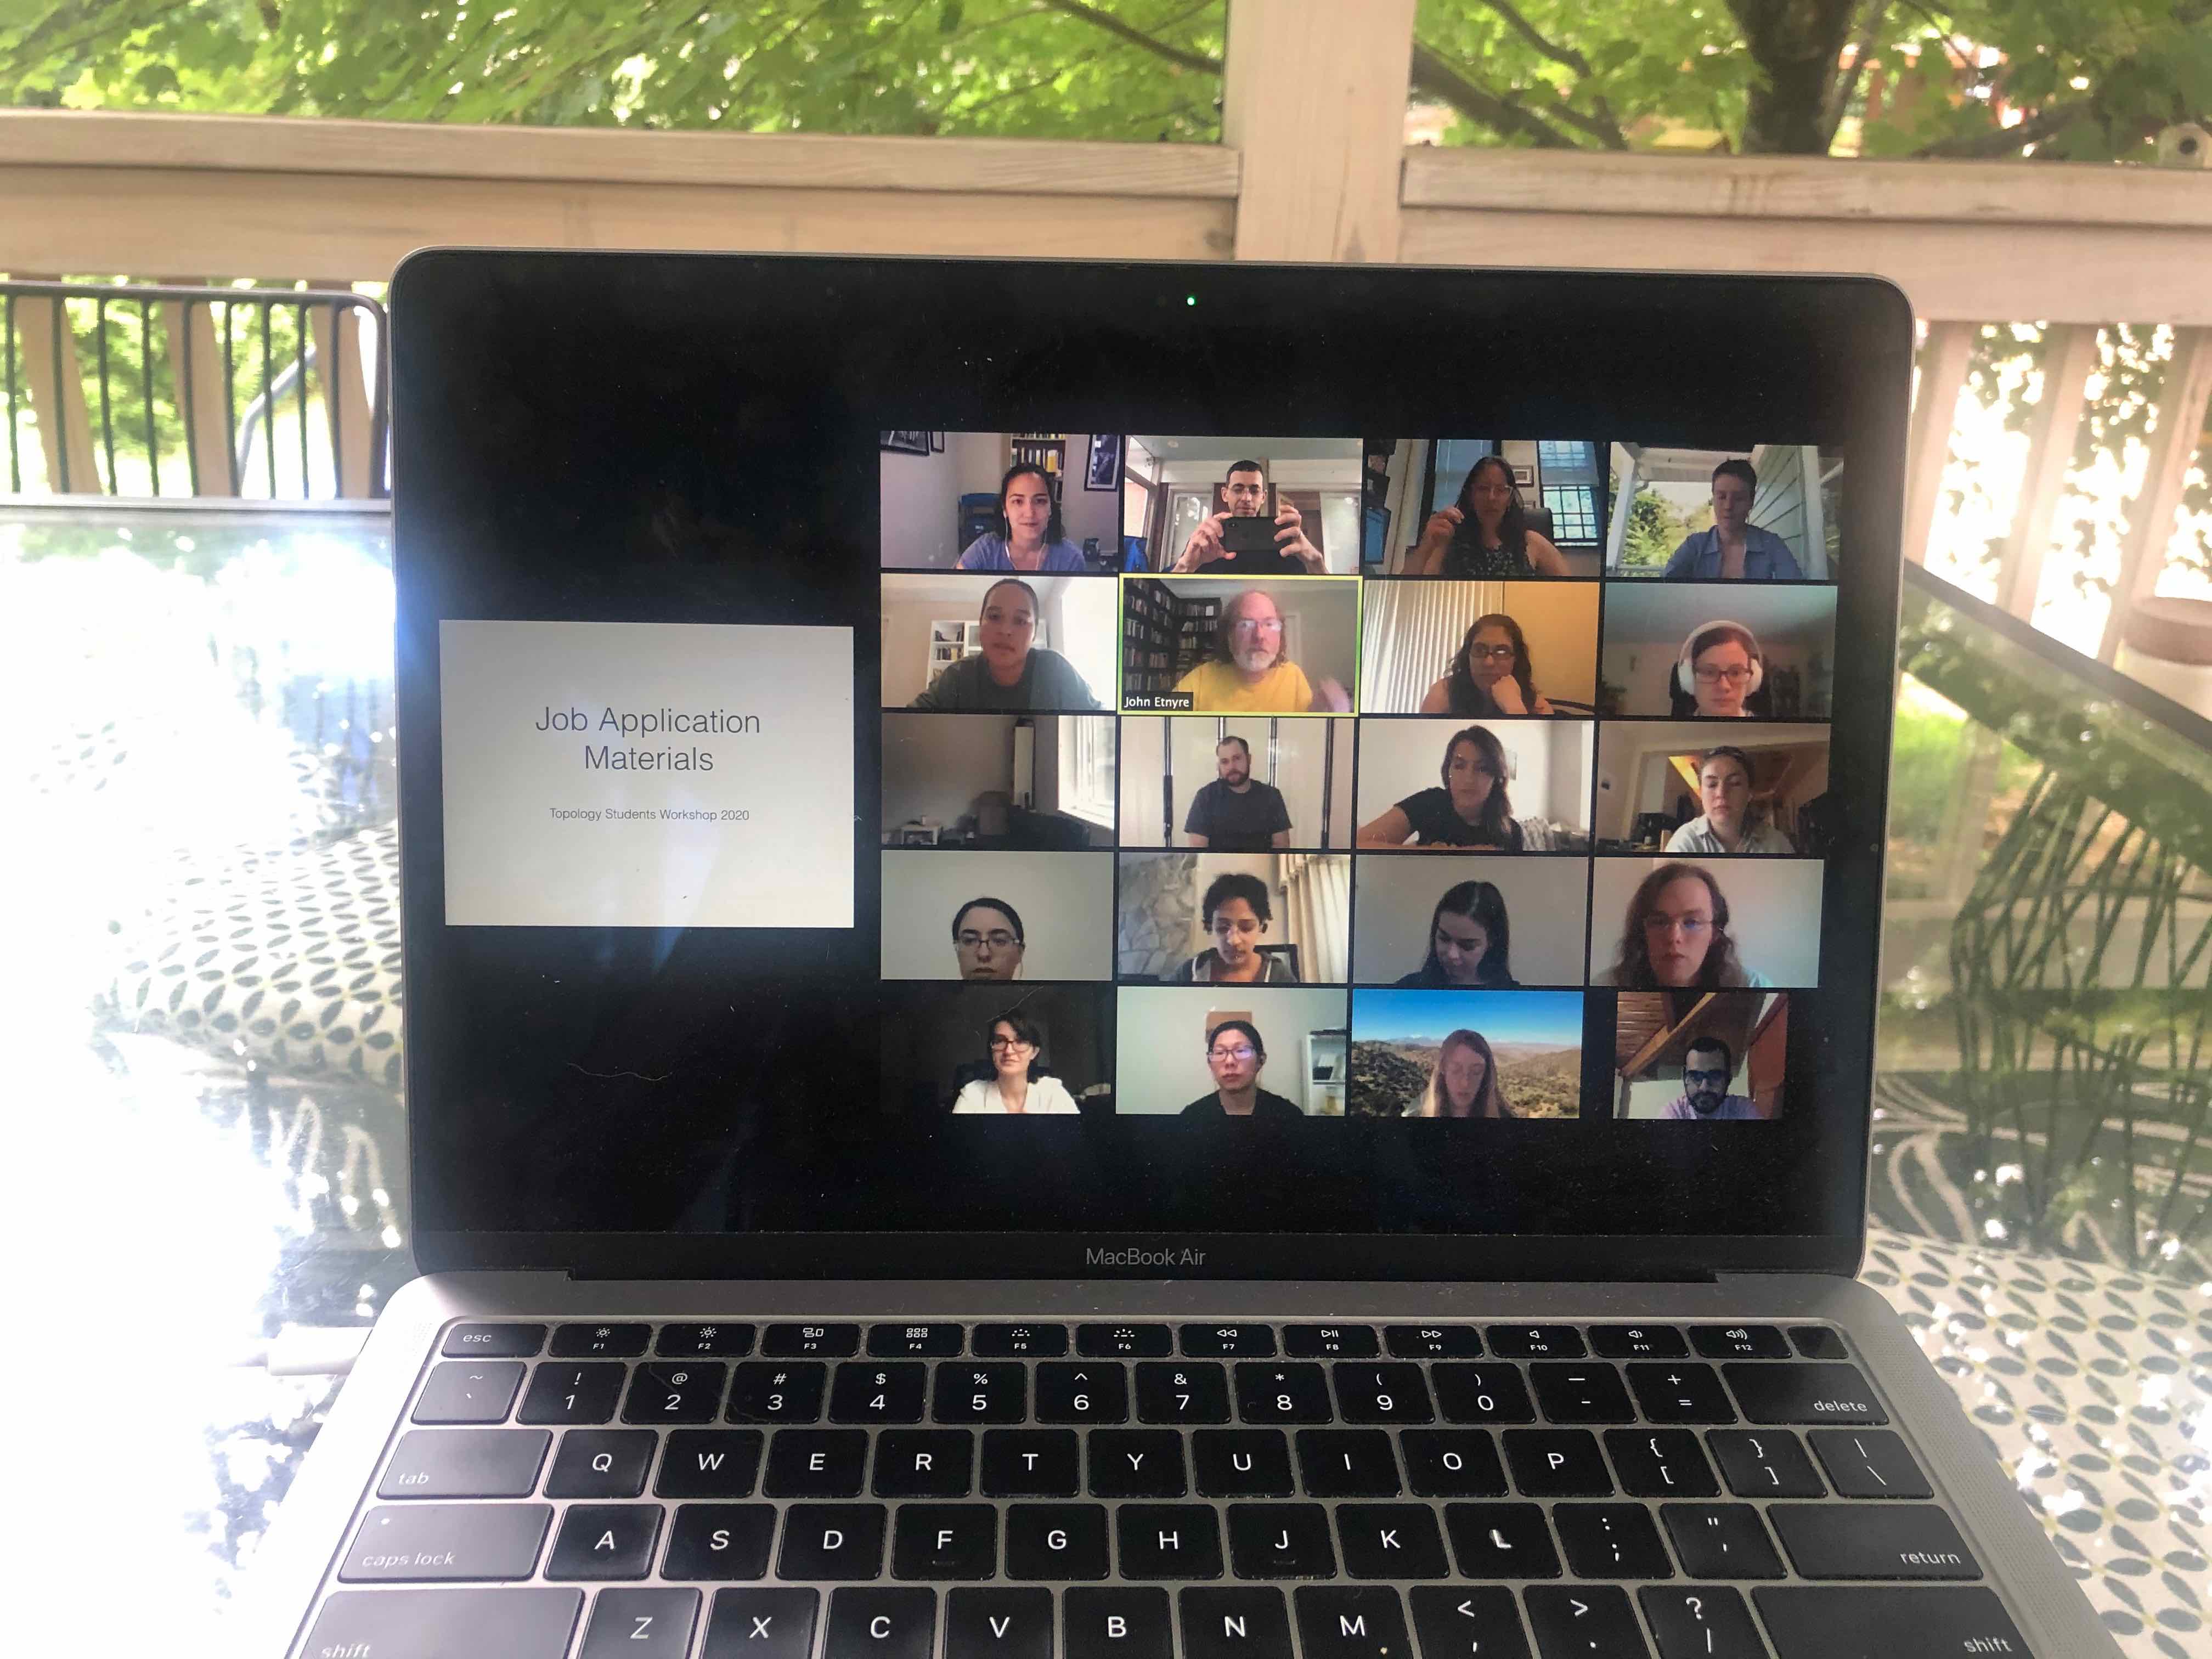 Job Application
Materials
Topology Students Workshop 2020
John Etnyre
MacBook Air
esc
F1
F2
F3
F4
F5
F6
F7
F8
F9
F10
F11
F12
~ ! @ # $ % ^ & * ( ) — +
` 1 2 3 4 5 6 7 8 9 0 - = delete
{ } |
tab Q W E R T Y U I O P [ ] \
: "
caps lock A S D F G H J K L ; ' return
< > ?
shift Z X C V B N M , . / shift